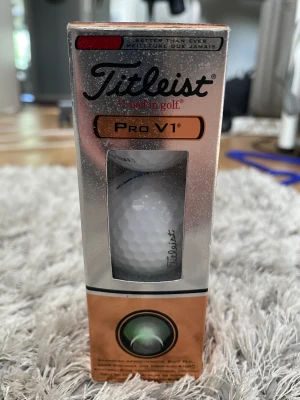 BETTER THAN EVER
MEILLEURE QUE JAMAIS
Titleist®
#1 ball in golf.®
PRO V1®
Titleist